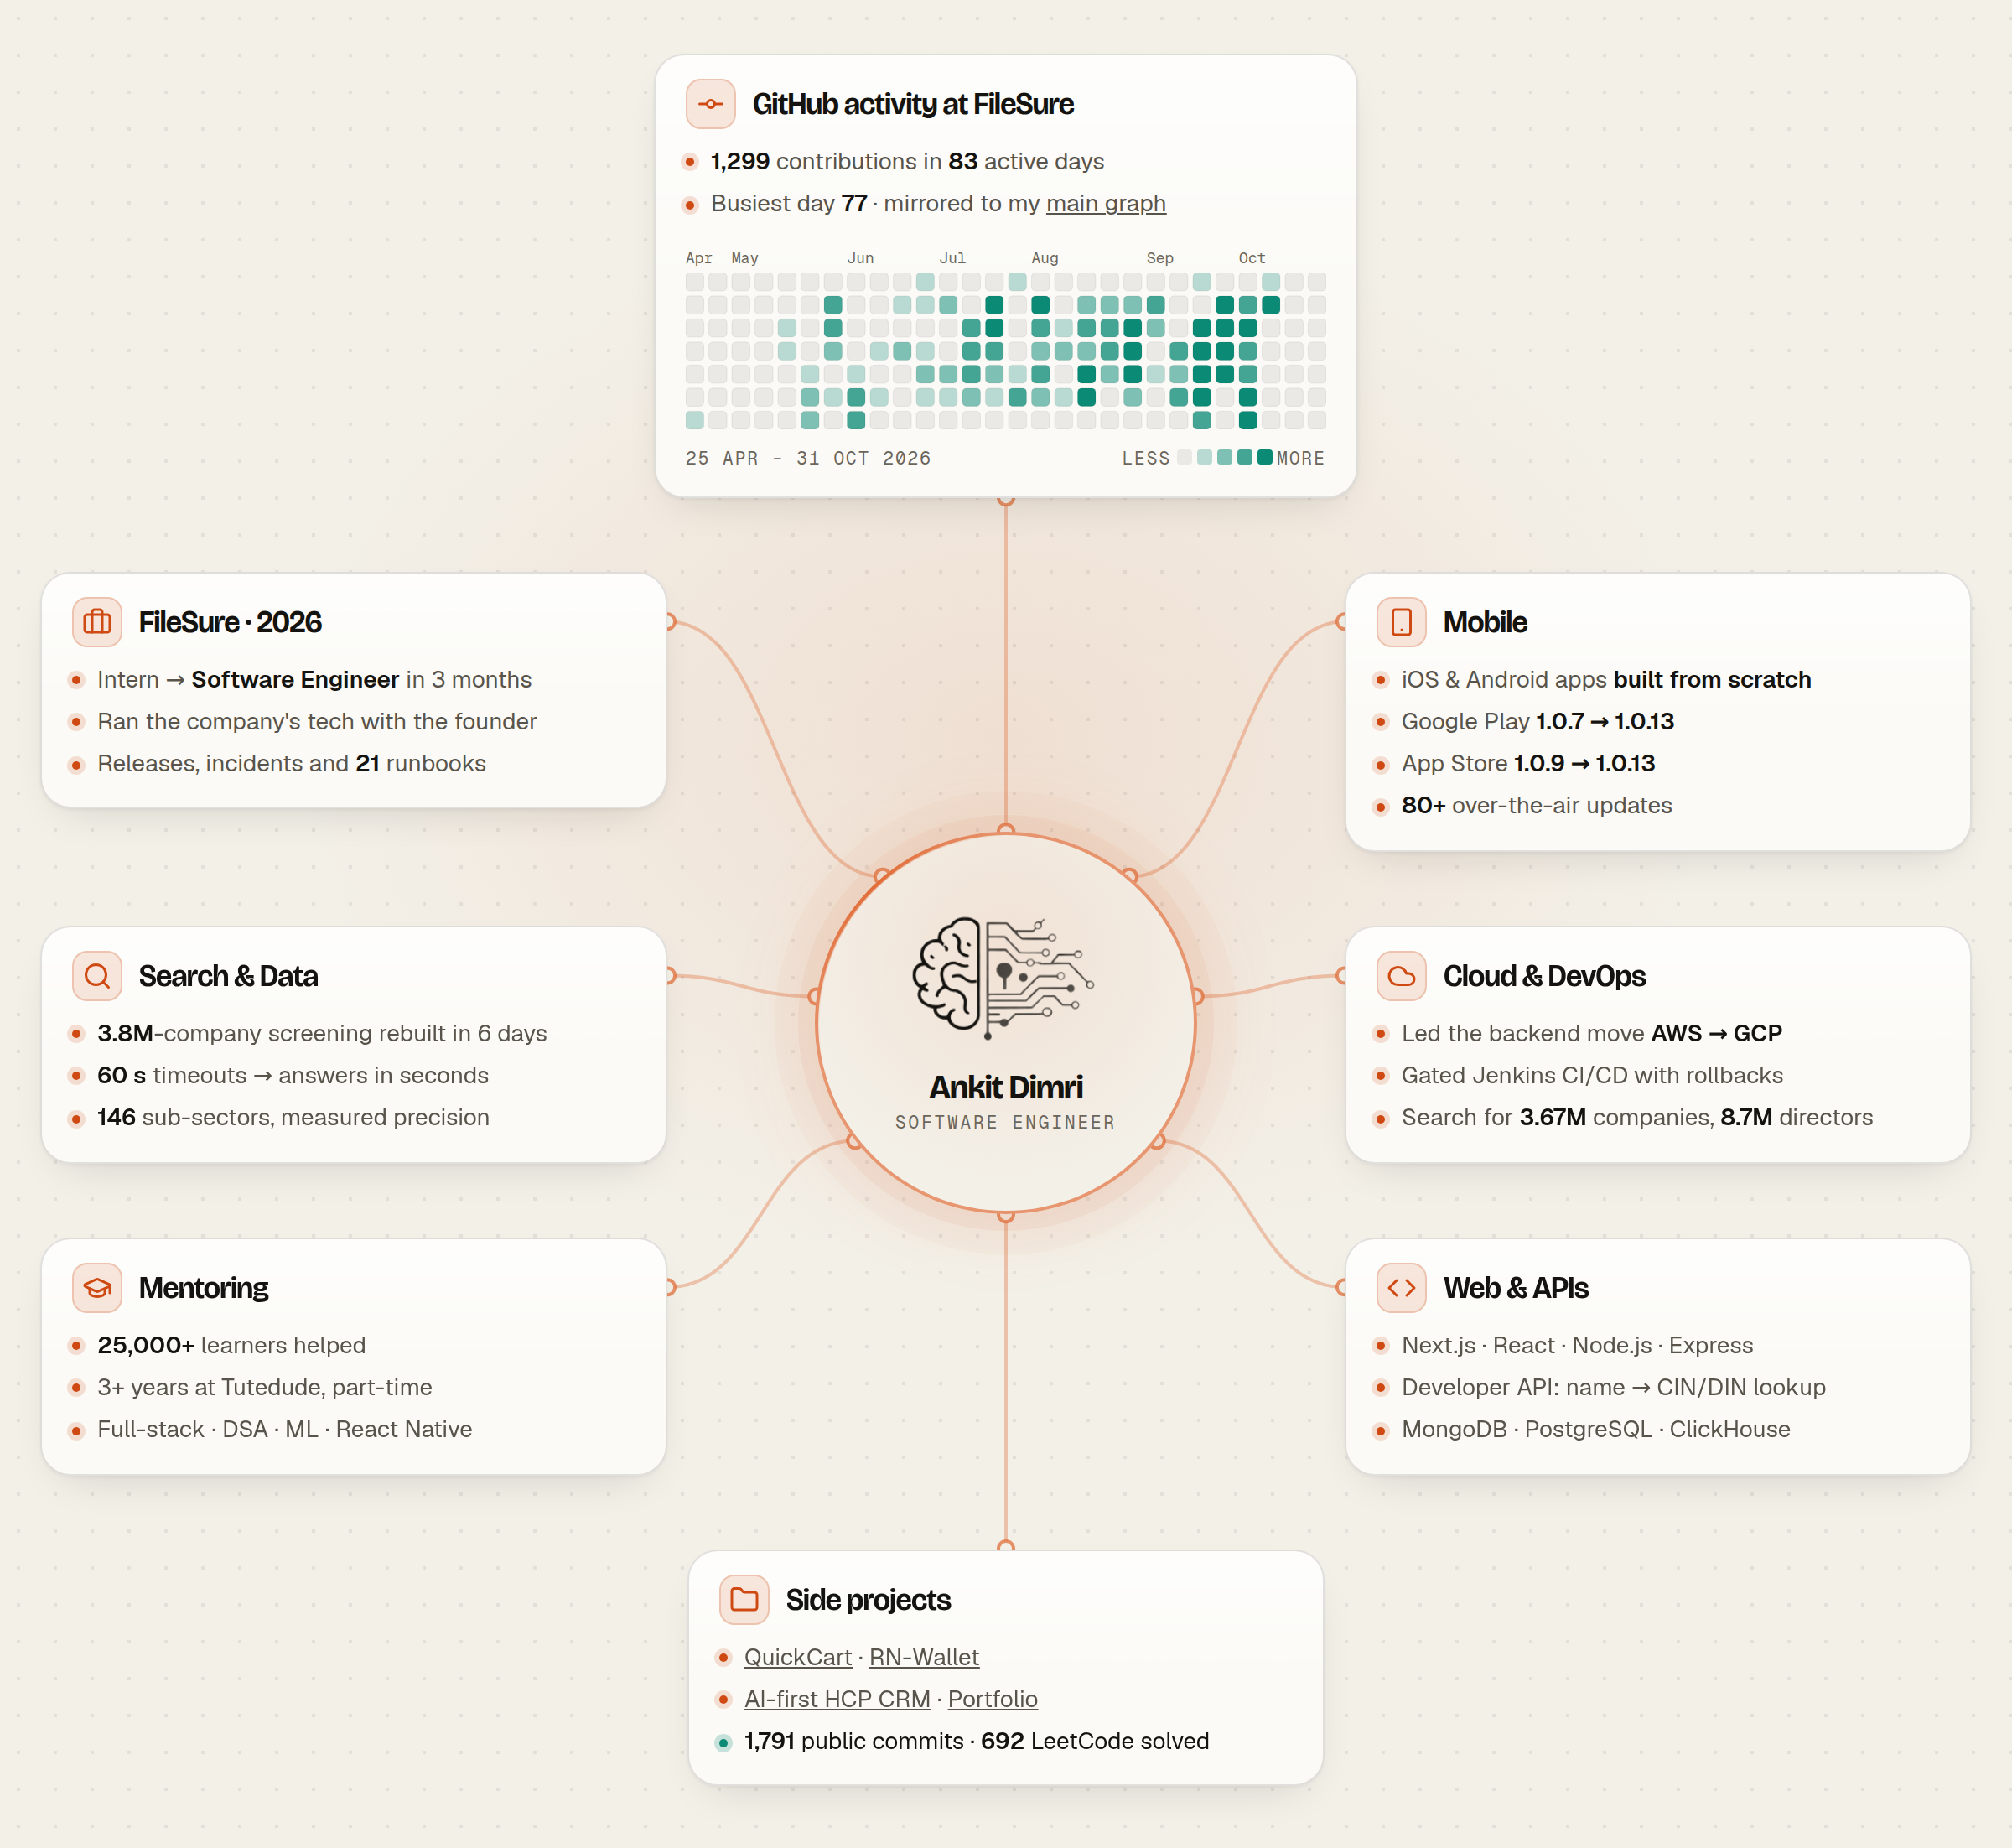 GitHub activity at FileSure
1,299 contributions in 83 active days
Busiest day 77 · mirrored to my main graph
Apr May Jun Jul Aug Sep Oct
25 APR – 31 OCT 2026
LESS MORE
FileSure · 2026
Intern → Software Engineer in 3 months
Ran the company's tech with the founder
Releases, incidents and 21 runbooks
Mobile
iOS & Android apps built from scratch
Google Play 1.0.7 → 1.0.13
App Store 1.0.9 → 1.0.13
80+ over-the-air updates
Search & Data
3.8M-company screening rebuilt in 6 days
60 s timeouts → answers in seconds
146 sub-sectors, measured precision
Ankit Dimri
SOFTWARE ENGINEER
Cloud & DevOps
Led the backend move AWS → GCP
Gated Jenkins CI/CD with rollbacks
Search for 3.67M companies, 8.7M directors
Mentoring
25,000+ learners helped
3+ years at Tutedude, part-time
Full-stack · DSA · ML · React Native
Web & APIs
Next.js · React · Node.js · Express
Developer API: name → CIN/DIN lookup
MongoDB · PostgreSQL · ClickHouse
Side projects
QuickCart · RN-Wallet
AI-first HCP CRM · Portfolio
1,791 public commits · 692 LeetCode solved